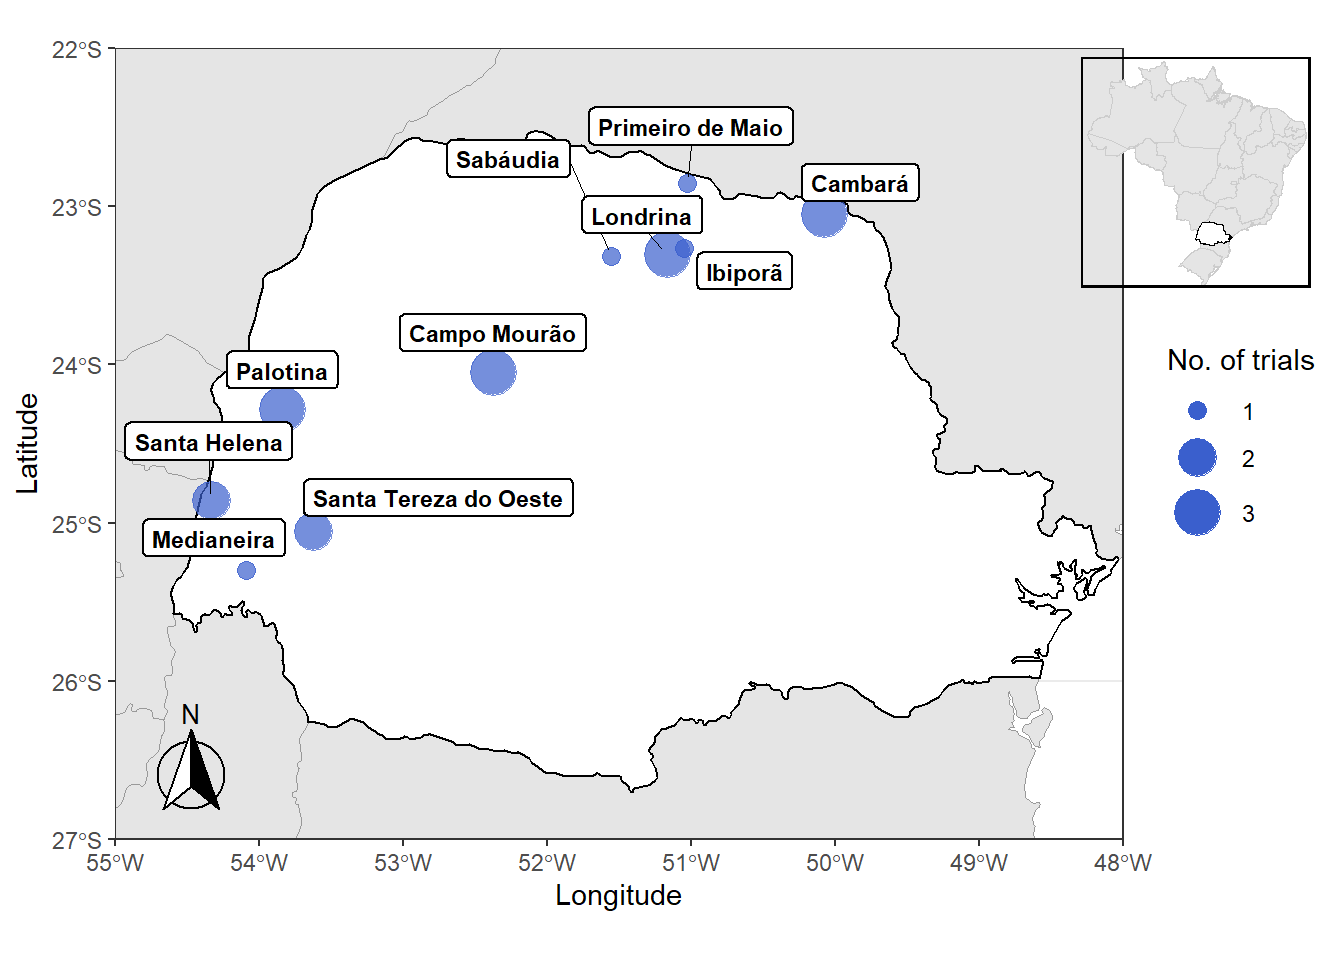 22°S
23°S
24°S
25°S
26°S
27°S
Latitude
Primeiro de Maio
Sabáudia
Cambará
Londrina
Ibiporã
Campo Mourão
Palotina
Santa Helena
Santa Tereza do Oeste
Medianeira
N
55°W
54°W
53°W
52°W
51°W
50°W
49°W
48°W
Longitude
No. of trials
1
2
3